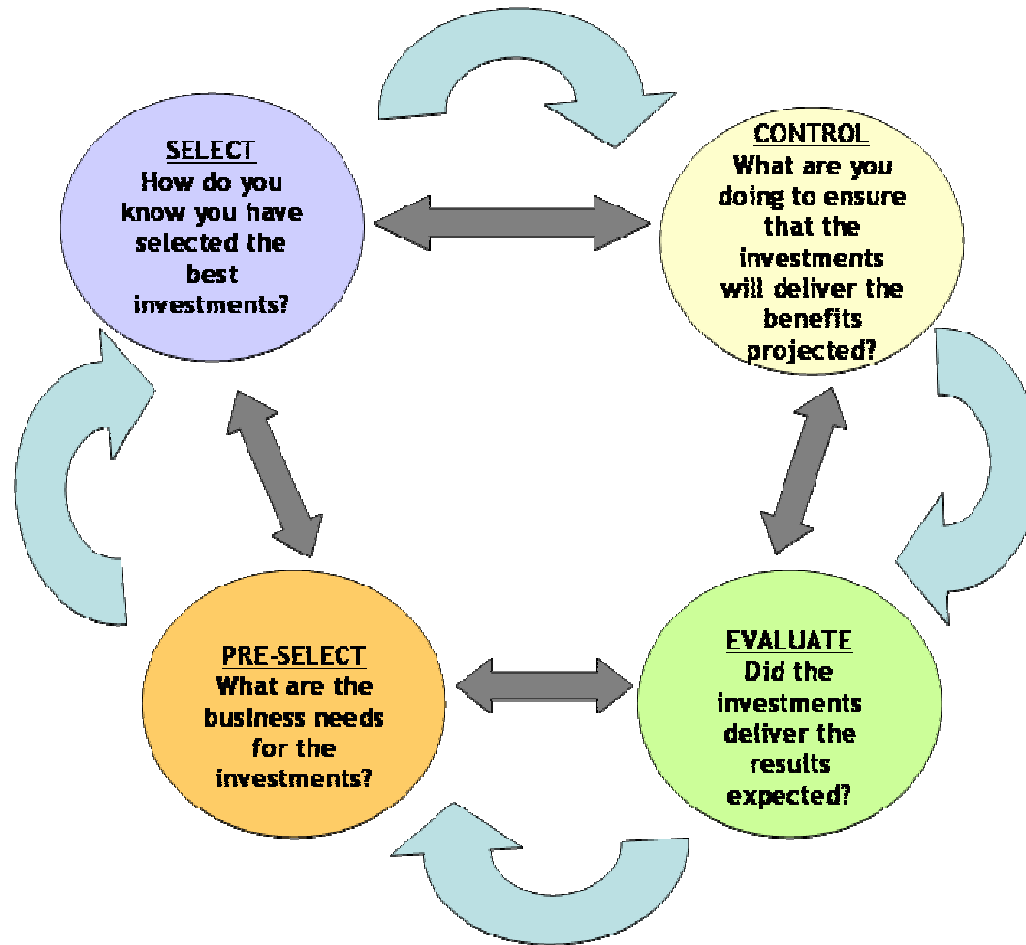 SELECT
How do you
know you have
selected the
best
investments?
CONTROL
What are you
doing to ensure
that the
investments
will deliver the
benefits
projected?
PRE-SELECT
What are the
business needs
for the
investments?
EVALUATE
Did the
investments
deliver the
results
expected?